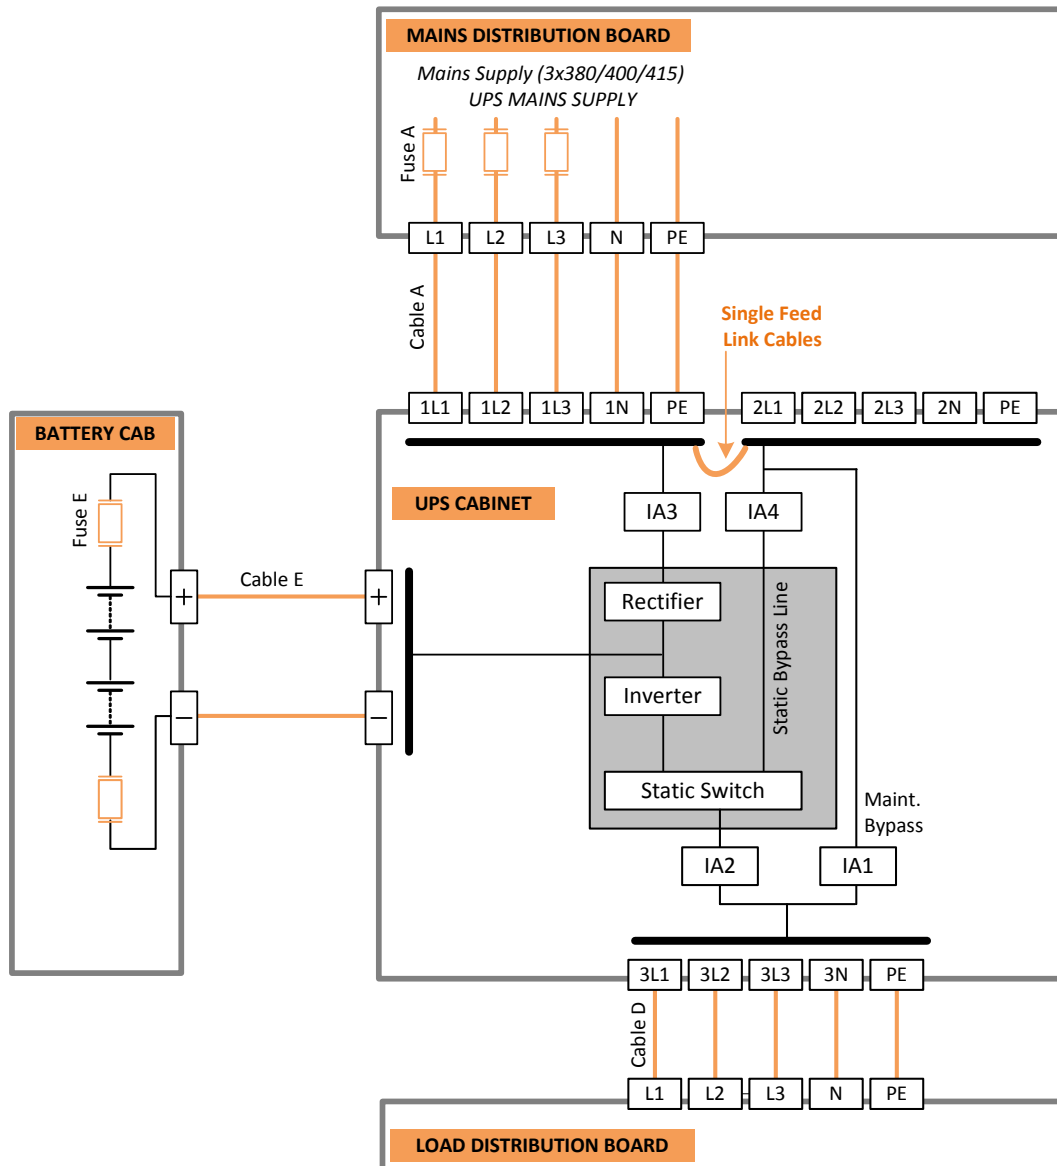 MAINS DISTRIBUTION BOARD
Mains Supply (3x380/400/415)
UPS MAINS SUPPLY
Fuse A
L1
L2
L3
N
PE
Cable A
Single Feed
Link Cables
1L1
1L2
1L3
1N
PE
2L1
2L2
2L3
2N
PE
BATTERY CAB
UPS CABINET
Fuse E
IA3
IA4
Cable E
+
+
Rectifier
Static Bypass Line
Inverter
−
−
Static Switch
Maint.
Bypass
IA2
IA1
3L1
3L2
3L3
3N
PE
Cable D
L1
L2
L3
N
PE
LOAD DISTRIBUTION BOARD